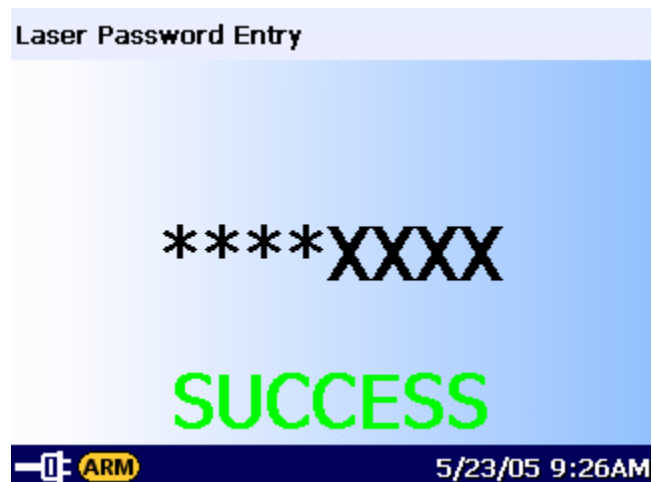 Laser Password Entry
****XXXX
SUCCESS
ARM 5/23/05 9:26AM